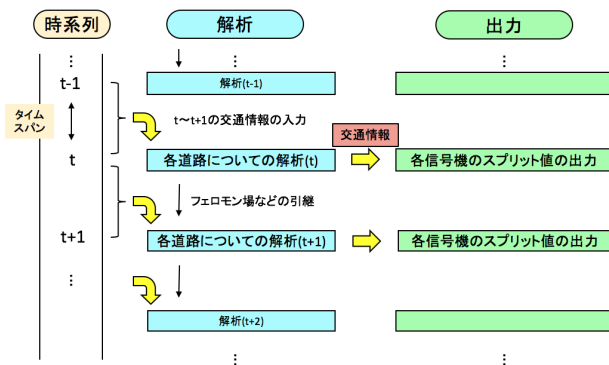 時系列
解析
出力
⋮
⋮
⋮
t-1
解析(t-1)
タイム
スパン
t〜t+1の交通情報の入力
交通情報
t
各道路についての解析(t)
各信号機のスプリット値の出力
フェロモン場などの引継
t+1
各道路についての解析(t+1)
各信号機のスプリット値の出力
⋮
解析(t+2)
⋮
⋮